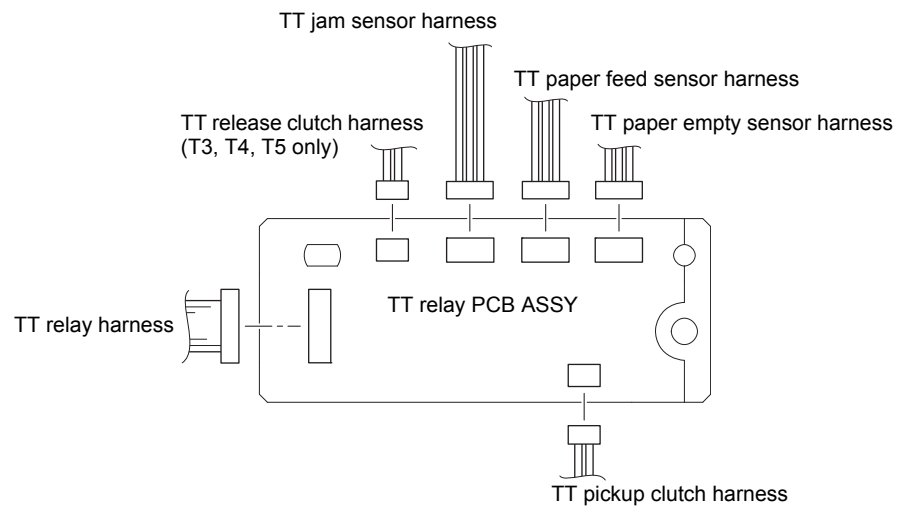 TT jam sensor harness
TT paper feed sensor harness
TT release clutch harness
(T3, T4, T5 only)
TT paper empty sensor harness
TT relay PCB ASSY
TT relay harness
TT pickup clutch harness